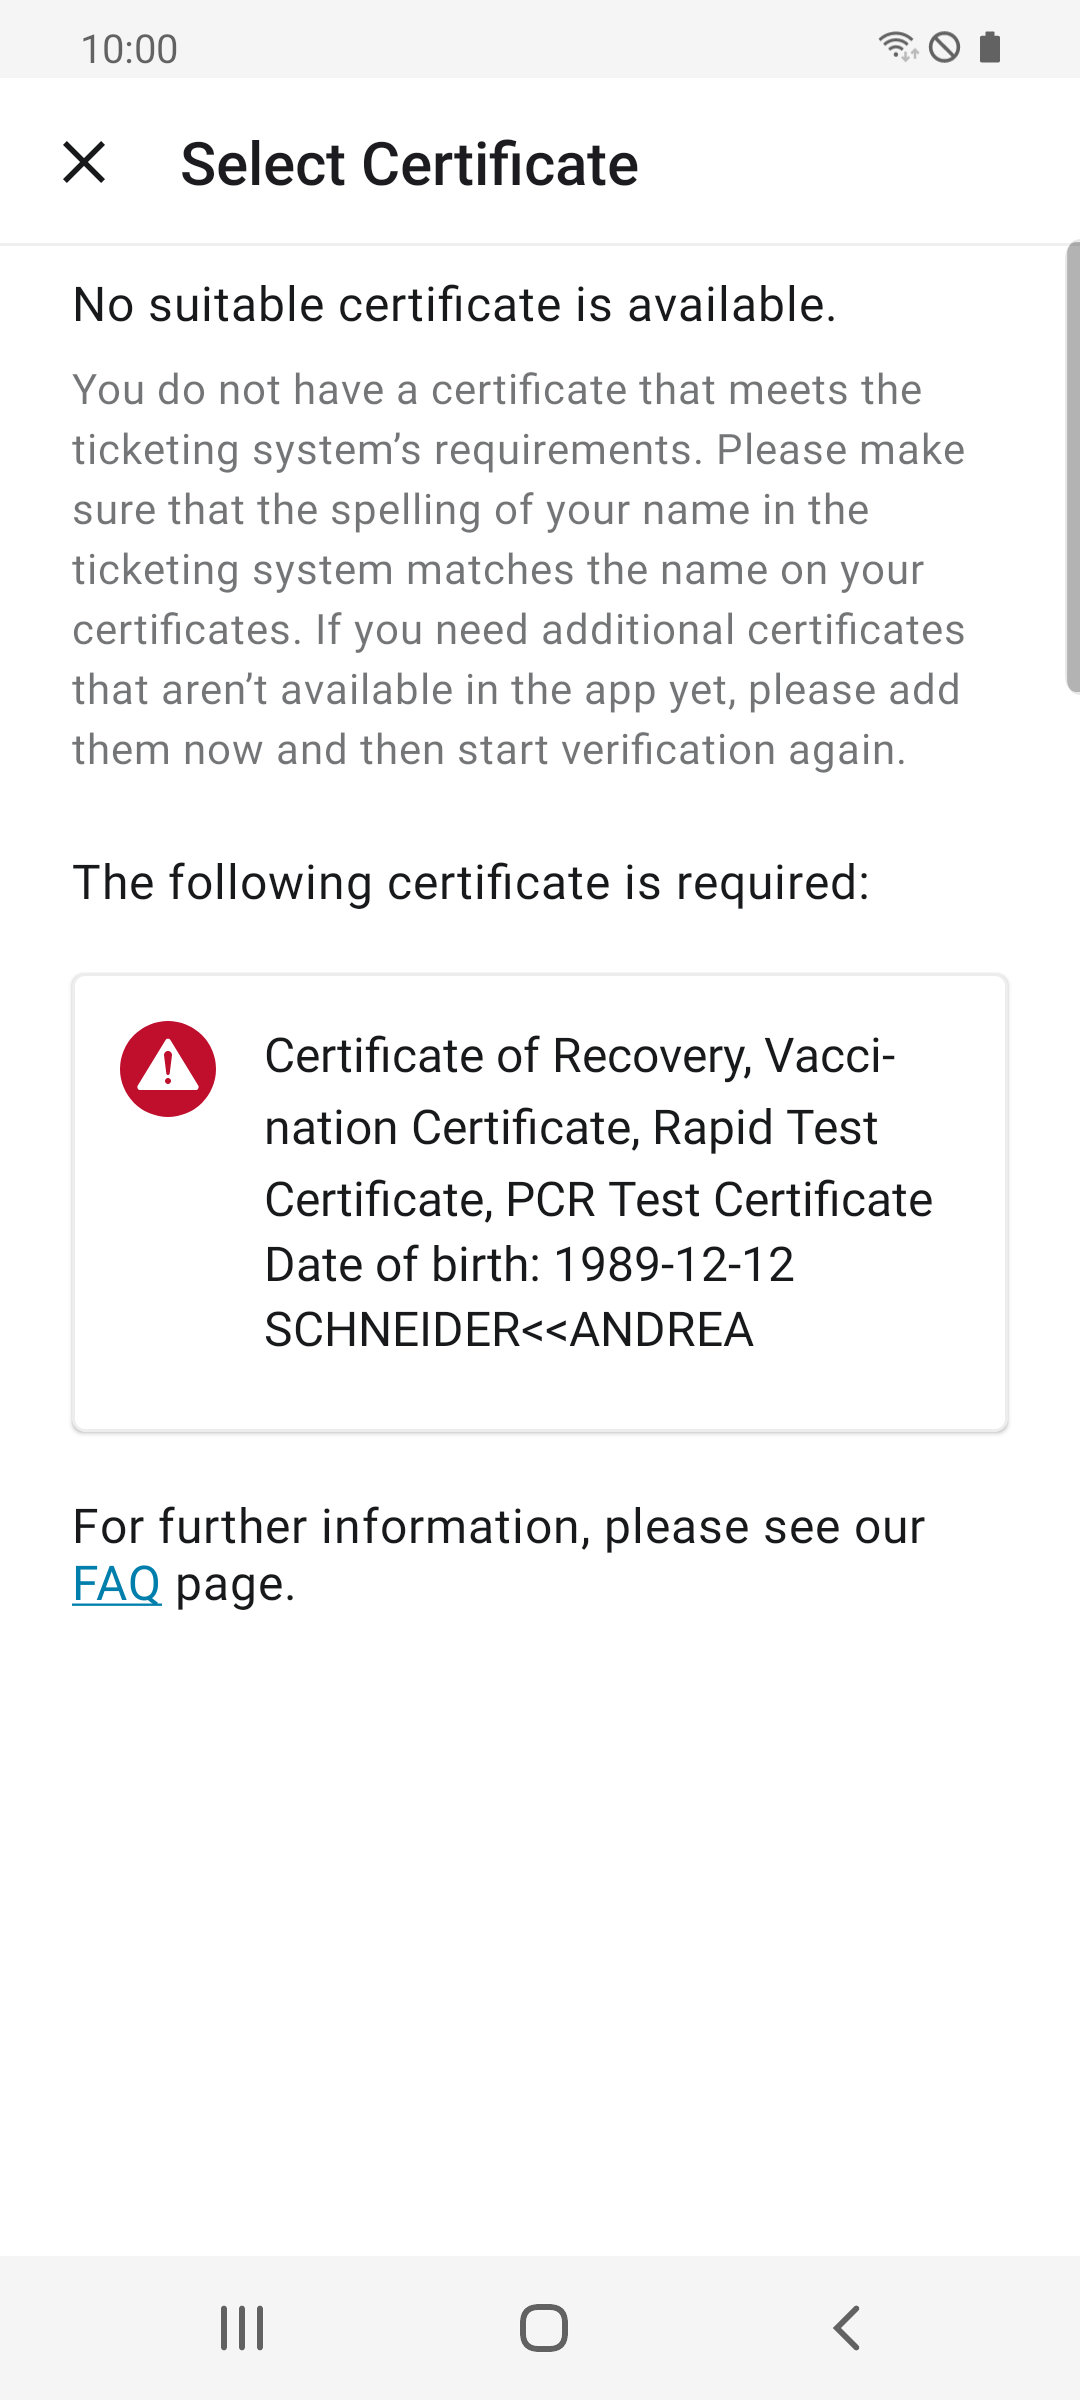 10:00
Select Certificate
No suitable certificate is available.
You do not have a certificate that meets the
ticketing system’s requirements. Please make
sure that the spelling of your name in the
ticketing system matches the name on your
certificates. If you need additional certificates
that aren’t available in the app yet, please add
them now and then start verification again.
The following certificate is required:
Certificate of Recovery, Vacci-
nation Certificate, Rapid Test
Certificate, PCR Test Certificate
Date of birth: 1989-12-12
SCHNEIDER<<ANDREA
For further information, please see our
FAQ page.